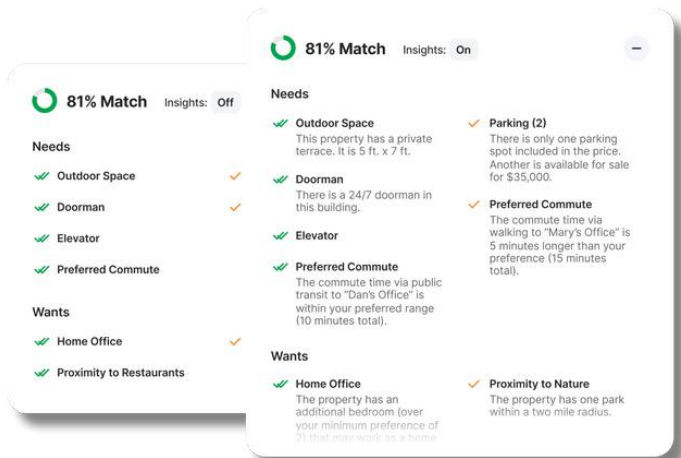 81% Match Insights: Off
Needs
Outdoor Space
Doorman
Elevator
Preferred Commute
Wants
Home Office
Proximity to Restaurants
81% Match Insights: On
Needs
Outdoor Space
This property has a private
terrace. It is 5 ft. x 7 ft.
Doorman
There is a 24/7 doorman in
this building.
Elevator
Preferred Commute
The commute time via public
transit to “Dan’s Office” is
within your preferred range
(10 minutes total).
Parking (2)
There is only one parking
spot included in the price.
Another is available for sale
for $35,000.
Preferred Commute
The commute time via
walking to “Mary’s Office” is
5 minutes longer than your
preference (15 minutes
total).
Wants
Home Office
The property has an
additional bedroom (over
your minimum preference of
2) that may work as a home
Proximity to Nature
The property has one park
within a two mile radius.